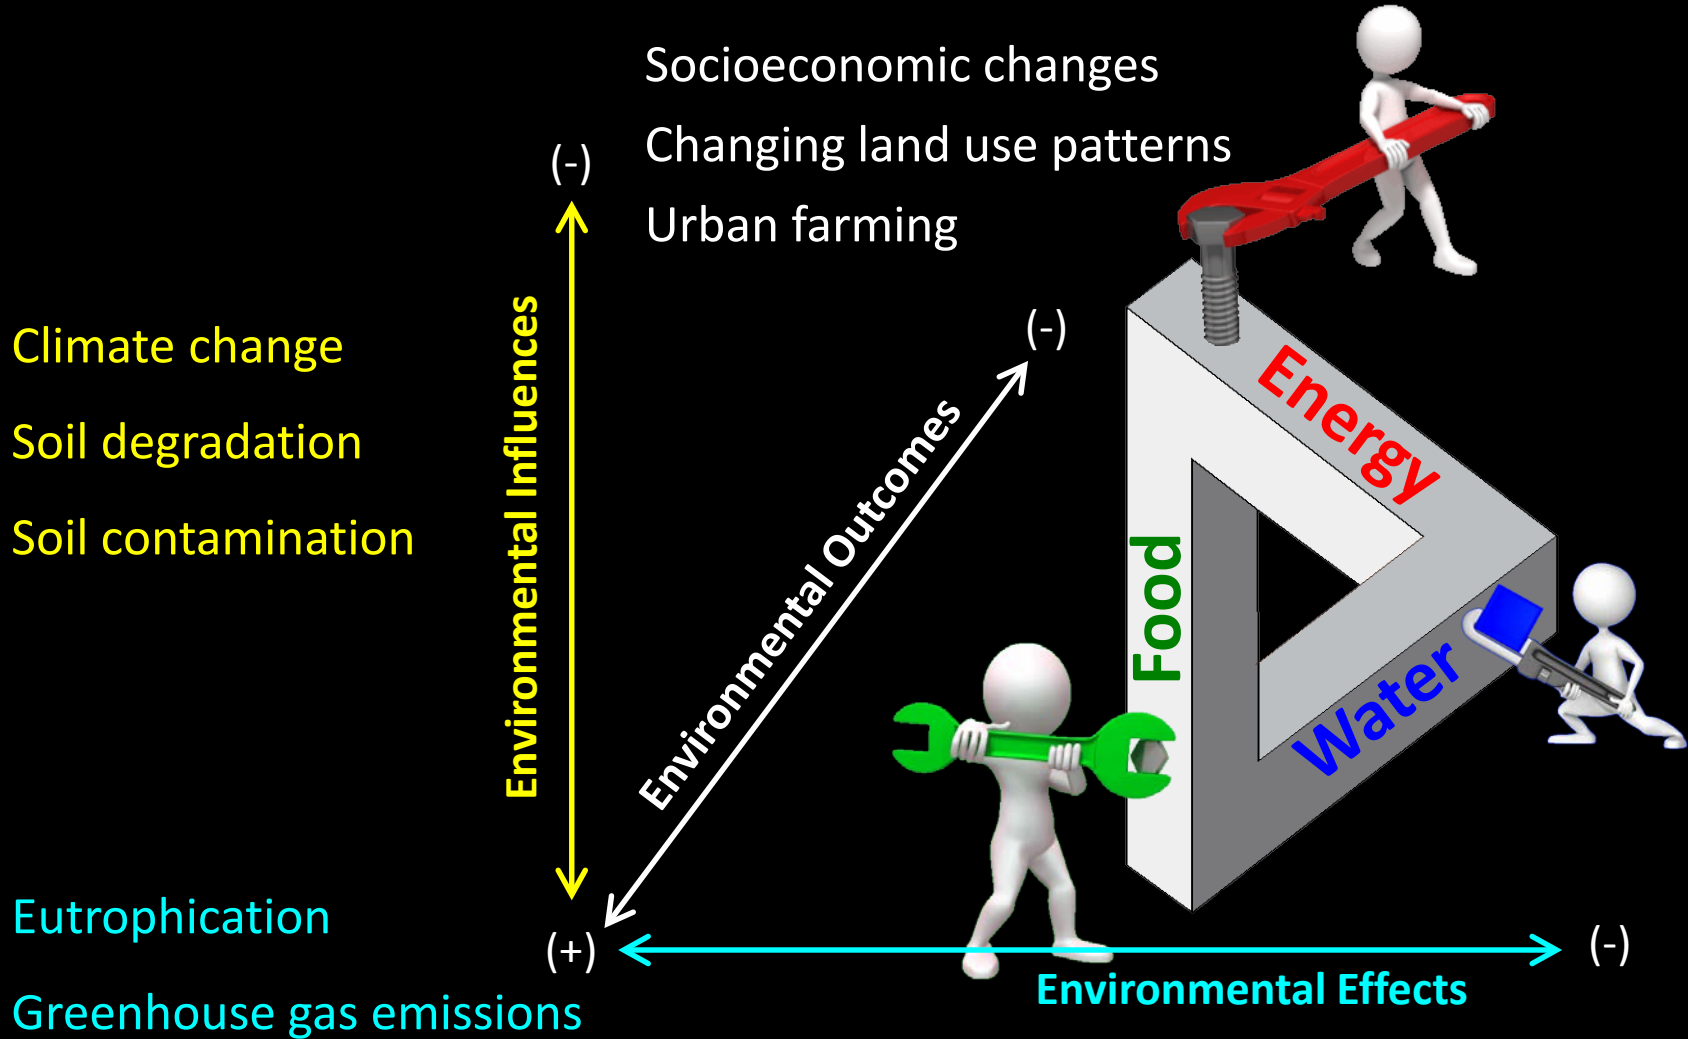 Socioeconomic changes
Changing land use patterns
Urban farming
(-)
(-)
Climate change
Soil degradation
Soil contamination
Environmental Influences
Environmental Outcomes
Energy
Food
Water
Eutrophication
Greenhouse gas emissions
(+)
(-)
Environmental Effects